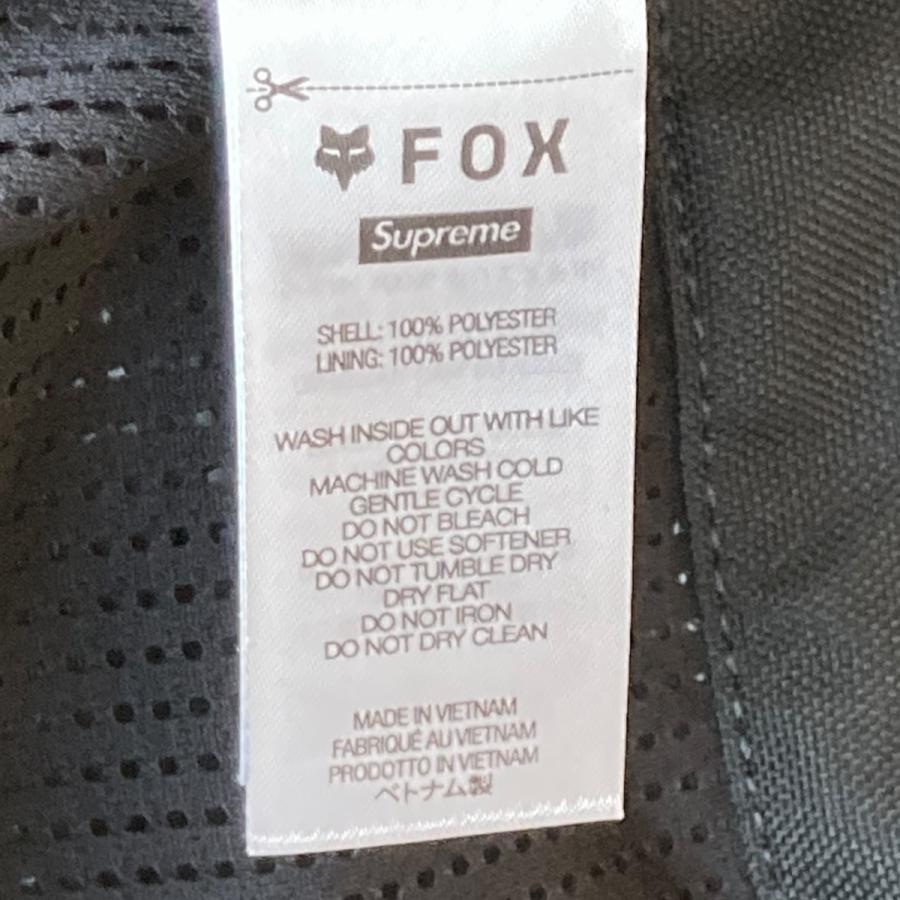 FOX
Supreme
SHELL: 100% POLYESTER
LINING: 100% POLYESTER
WASH INSIDE OUT WITH LIKE
COLORS
MACHINE WASH COLD
GENTLE CYCLE
DO NOT BLEACH
DO NOT USE SOFTENER
DO NOT TUMBLE DRY
DRY FLAT
DO NOT IRON
DO NOT DRY CLEAN
MADE IN VIETNAM
FABRIQUÉ AU VIETNAM
PRODOTTO IN VIETNAM
ベトナム製